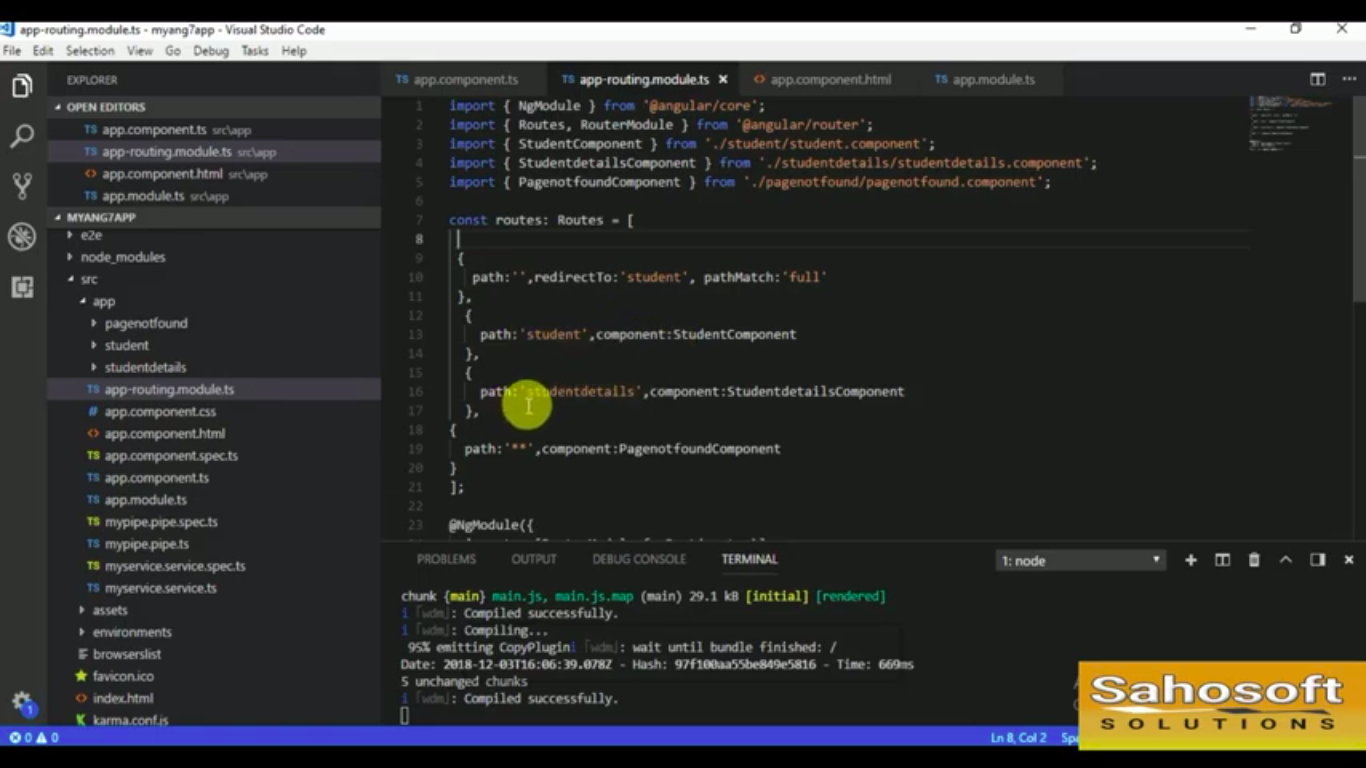 app-routing.module.ts - myang7app - Visual Studio Code
File Edit Selection View Go Debug Tasks Help
EXPLORER
OPEN EDITORS
TS app.component.ts src\app
TS app-routing.module.ts src\app
<> app.component.html src\app
TS app.module.ts src\app
MYANG7APP
e2e
node_modules
src
app
pagenotfound
student
studentdetails
TS app-routing.module.ts
# app.component.css
<> app.component.html
TS app.component.spec.ts
TS app.component.ts
TS app.module.ts
TS mypipe.pipe.spec.ts
TS mypipe.pipe.ts
TS myservice.service.spec.ts
TS myservice.service.ts
assets
environments
browserslist
favicon.ico
<> index.html
karma.conf.js
TS app.component.ts TS app-routing.module.ts × <> app.component.html TS app.module.ts
1 import { NgModule } from '@angular/core';
2 import { Routes, RouterModule } from '@angular/router';
3 import { StudentComponent } from './student/student.component';
4 import { StudentdetailsComponent } from './studentdetails/studentdetails.component';
5 import { PagenotfoundComponent } from './pagenotfound/pagenotfound.component';
6
7 const routes: Routes = [
8
9 {
10 path:'',redirectTo:'student', pathMatch:'full'
11 },
12 {
13 path:'student',component:StudentComponent
14 },
15 {
16 path:'studentdetails',component:StudentdetailsComponent
17 },
18 {
19 path:'**',component:PagenotfoundComponent
20 }
21 ];
22
23 @NgModule({
PROBLEMS OUTPUT DEBUG CONSOLE TERMINAL 1: node
chunk {main} main.js, main.js.map (main) 29.1 kB [initial] [rendered]
i ｢wdm｣: Compiled successfully.
i ｢wdm｣: Compiling...
95% emitting CopyPlugini ｢wdm｣: wait until bundle finished: /
Date: 2018-12-03T16:06:39.078Z - Hash: 97f100aa55be849e5816 - Time: 669ms
5 unchanged chunks
i ｢wdm｣: Compiled successfully.
1
0 0 Ln 8, Col 2
Sahosoft
SOLUTIONS